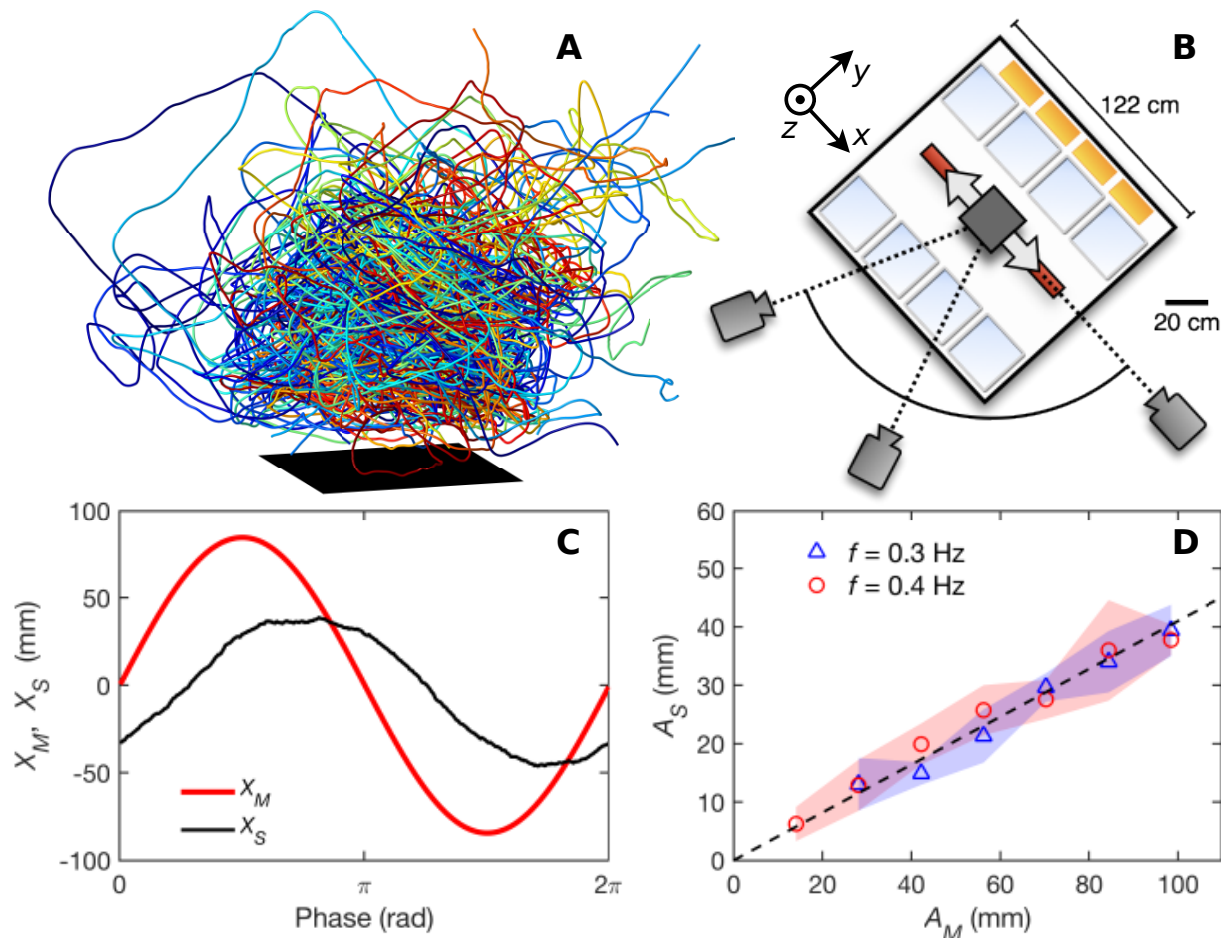 A
B
y
z
x
122 cm
20 cm
100
50
0
-50
-100
X_M, X_S (mm)
C
X_M
X_S
0
π
2π
Phase (rad)
60
50
40
30
20
10
0
A_S (mm)
D
f = 0.3 Hz
f = 0.4 Hz
0 20 40 60 80 100
A_M (mm)